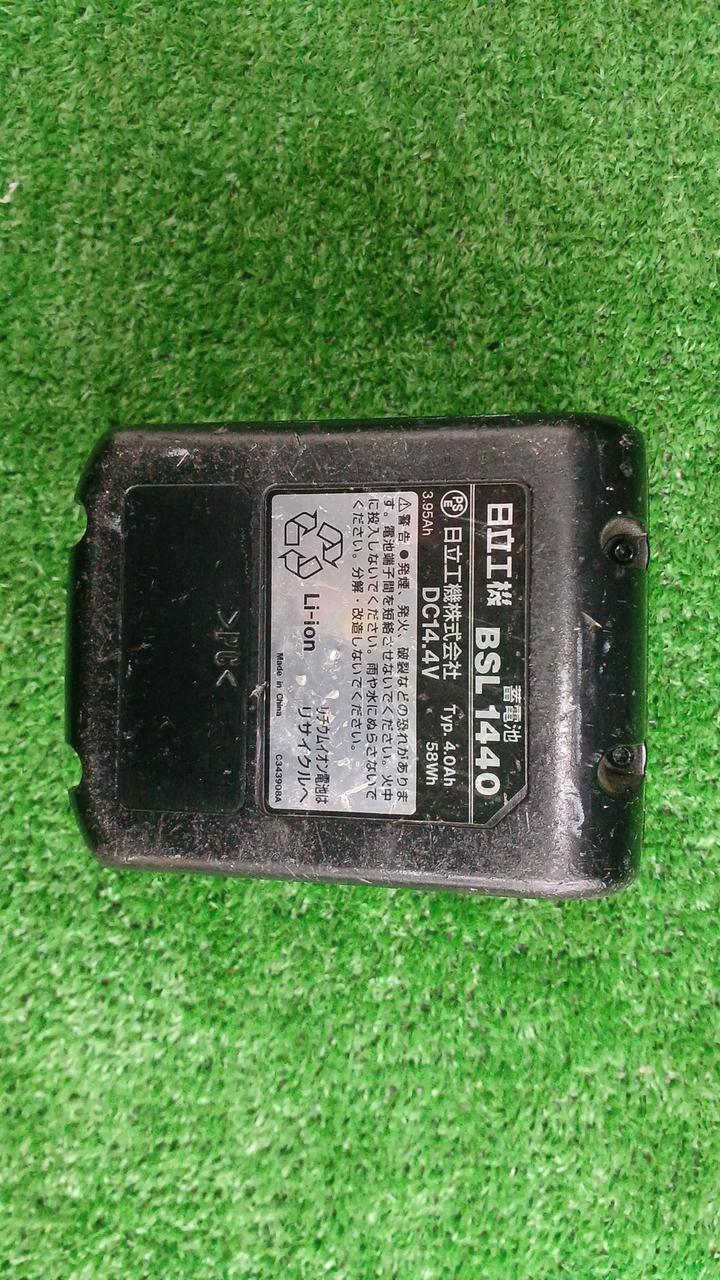 日立工機 蓄電池 BSL 1440
PSE 日立工機株式会社 Typ. 4.0Ah
3.95Ah DC14.4V 58Wh
⚠警告 ●発煙、発火、破裂などの恐れがありま
す。電池端子間を短絡させないでください。火中
に投入しないでください。雨や水にぬらさないで
ください。分解・改造しないでください。
Li-ion
リチウムイオン電池は
リサイクルへ
Made in China C343908A
>PC<